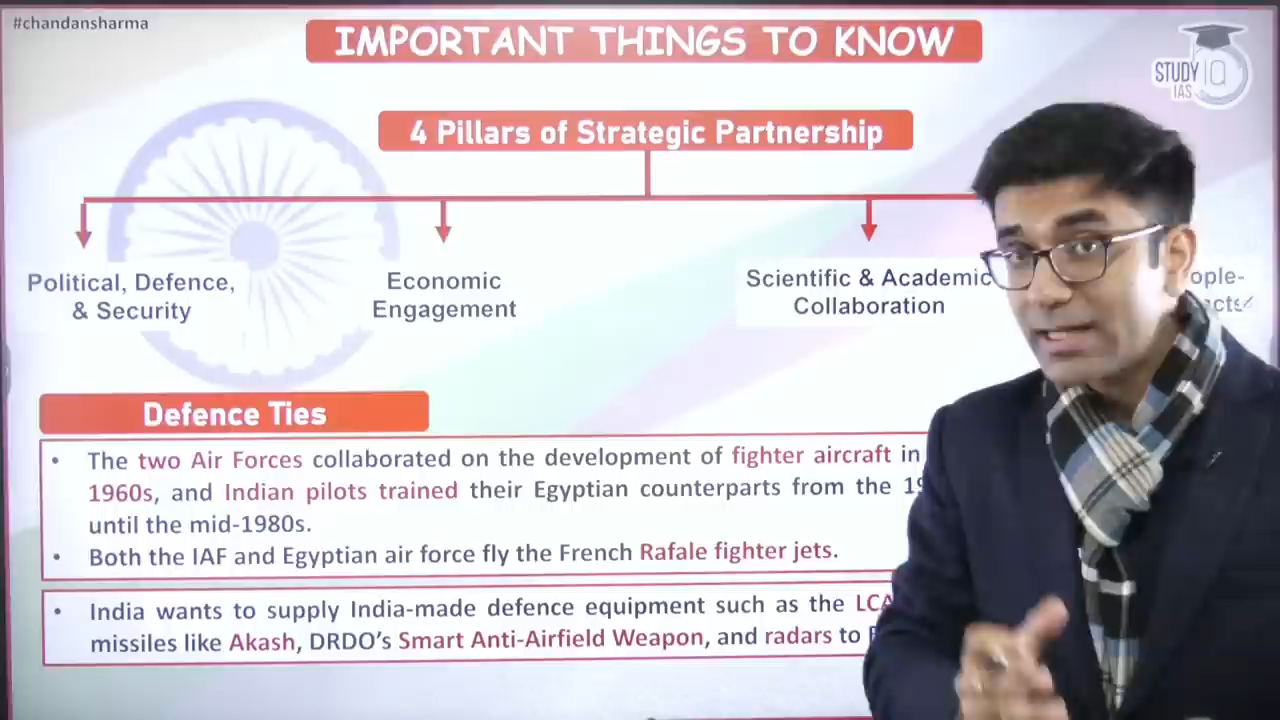 #chandansharma
IMPORTANT THINGS TO KNOW
STUDY IQ
IAS
4 Pillars of Strategic Partnership
Political, Defence,
& Security
Economic
Engagement
Scientific & Academic
Collaboration
Defence Ties
• The two Air Forces collaborated on the development of fighter aircraft in
1960s, and Indian pilots trained their Egyptian counterparts from the
until the mid-1980s.
• Both the IAF and Egyptian air force fly the French Rafale fighter jets.
• India wants to supply India-made defence equipment such as the LCA
missiles like Akash, DRDO's Smart Anti-Airfield Weapon, and radars to